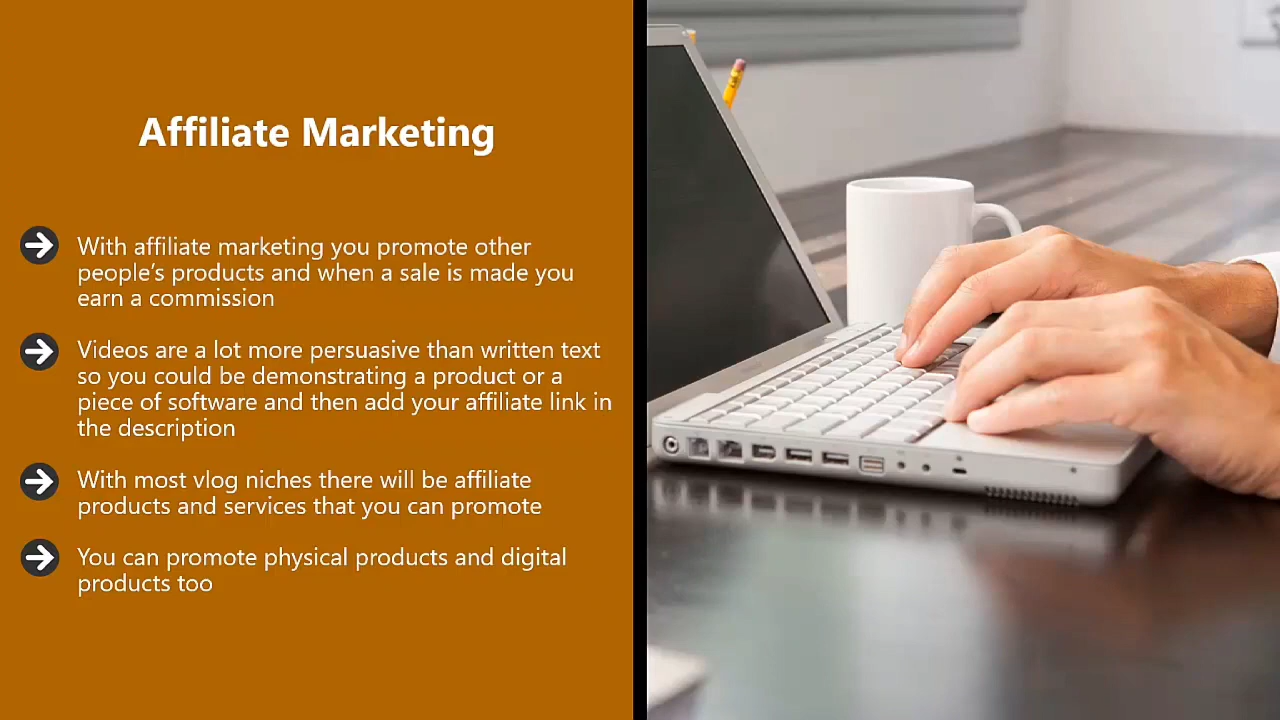 Affiliate Marketing
With affiliate marketing you promote other
people’s products and when a sale is made you
earn a commission
Videos are a lot more persuasive than written text
so you could be demonstrating a product or a
piece of software and then add your affiliate link in
the description
With most vlog niches there will be affiliate
products and services that you can promote
You can promote physical products and digital
products too